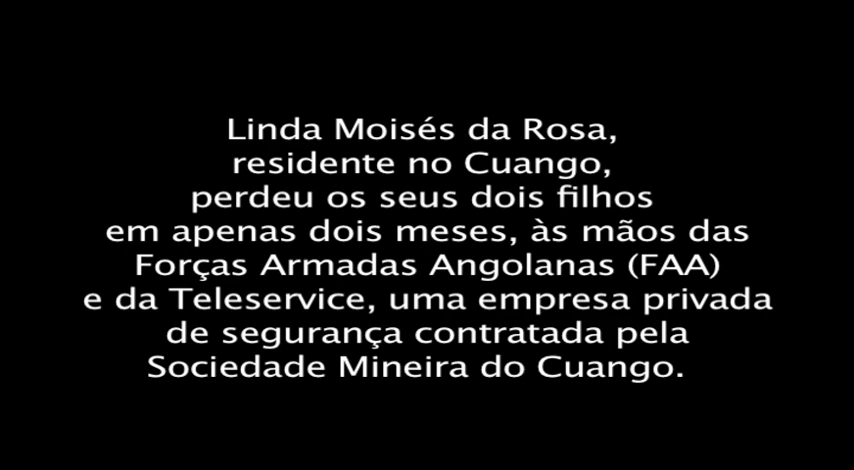 Linda Moisés da Rosa,
residente no Cuango,
perdeu os seus dois filhos
em apenas dois meses, às mãos das
Forças Armadas Angolanas (FAA)
e da Teleservice, uma empresa privada
de segurança contratada pela
Sociedade Mineira do Cuango.